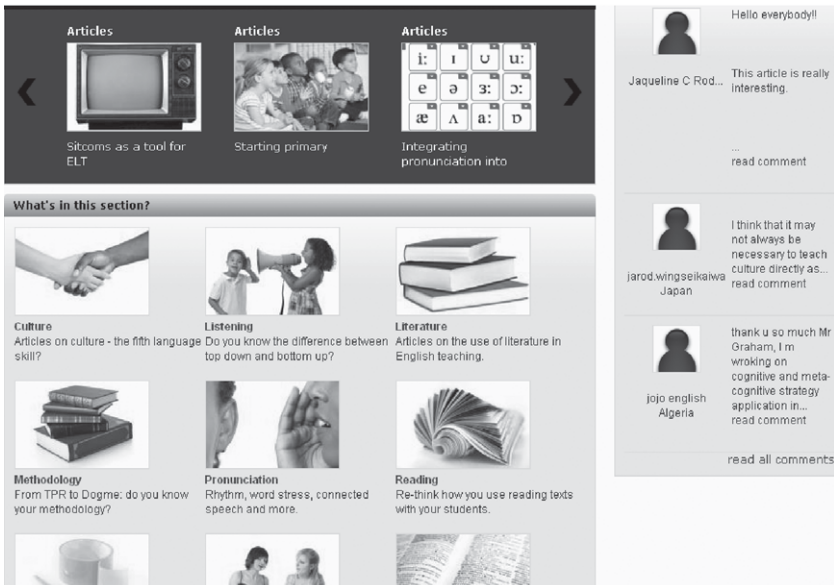 Articles
Articles
Articles
i:
ɪ
ʊ
u:
e
ə
ɜ:
ɔ:
æ
ʌ
a:
ɒ
Sitcoms as a tool for
ELT
Starting primary
Integrating
pronunciation into
What's in this section?
Culture
Articles on culture - the fifth language
skill?
Listening
Do you know the difference between
top down and bottom up?
Literature
Articles on the use of literature in
English teaching.
Methodology
From TPR to Dogme: do you know
your methodology?
Pronunciation
Rhythm, word stress, connected
speech and more.
Reading
Re-think how you use reading texts
with your students.
Hello everybody!!
Jaqueline C Rod...
This article is really
interesting.
...
read comment
I think that it may
not always be
necessary to teach
culture directly as...
read comment
jarod.wingseikaiwa
Japan
thank u so much Mr
Graham, I m
wroking on
cognitive and meta-
cognitive strategy
application in...
read comment
jojo english
Algeria
read all comments